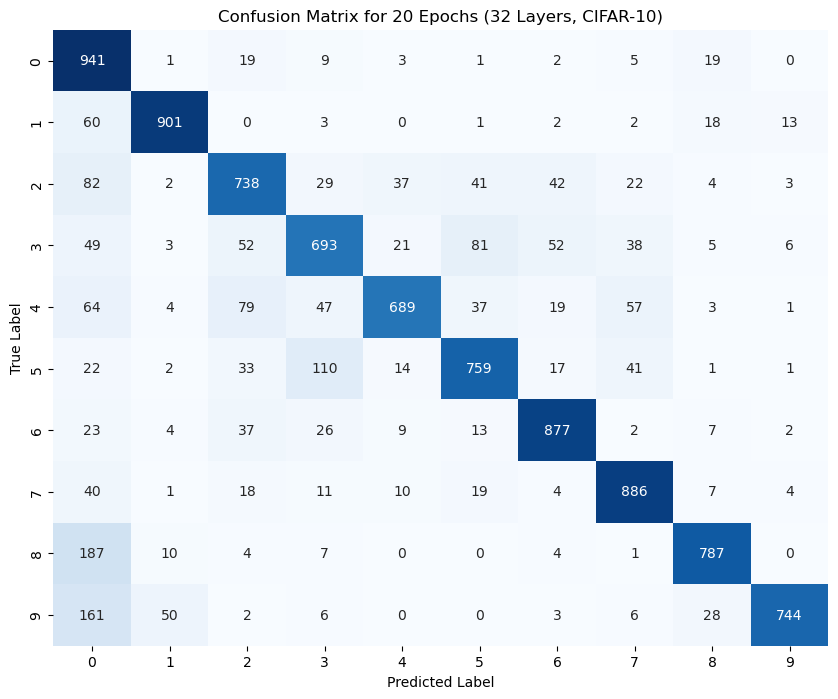 Confusion Matrix for 20 Epochs (32 Layers, CIFAR-10)
0 941 1 19 9 3 1 2 5 19 0
1 60 901 0 3 0 1 2 2 18 13
2 82 2 738 29 37 41 42 22 4 3
3 49 3 52 693 21 81 52 38 5 6
4 64 4 79 47 689 37 19 57 3 1
5 22 2 33 110 14 759 17 41 1 1
6 23 4 37 26 9 13 877 2 7 2
7 40 1 18 11 10 19 4 886 7 4
8 187 10 4 7 0 0 4 1 787 0
9 161 50 2 6 0 0 3 6 28 744
0 1 2 3 4 5 6 7 8 9
Predicted Label
True Label